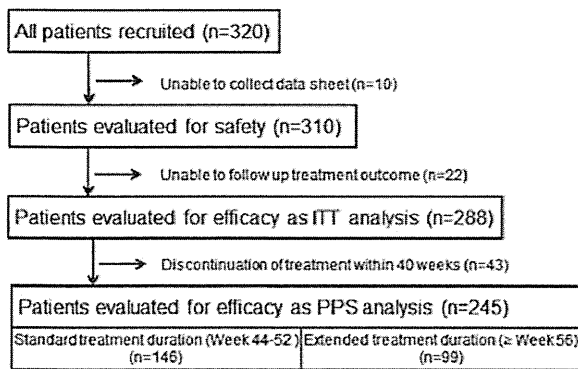 All patients recruited (n=320)
Unable to collect data sheet (n=10)
Patients evaluated for safety (n=310)
Unable to follow up treatment outcome (n=22)
Patients evaluated for efficacy as ITT analysis (n=288)
Discontinuation of treatment within 40 weeks (n=43)
Patients evaluated for efficacy as PPS analysis (n=245)
Standard treatment duration (Week 44-52)
(n=146)
Extended treatment duration (≥ Week 56)
(n=99)